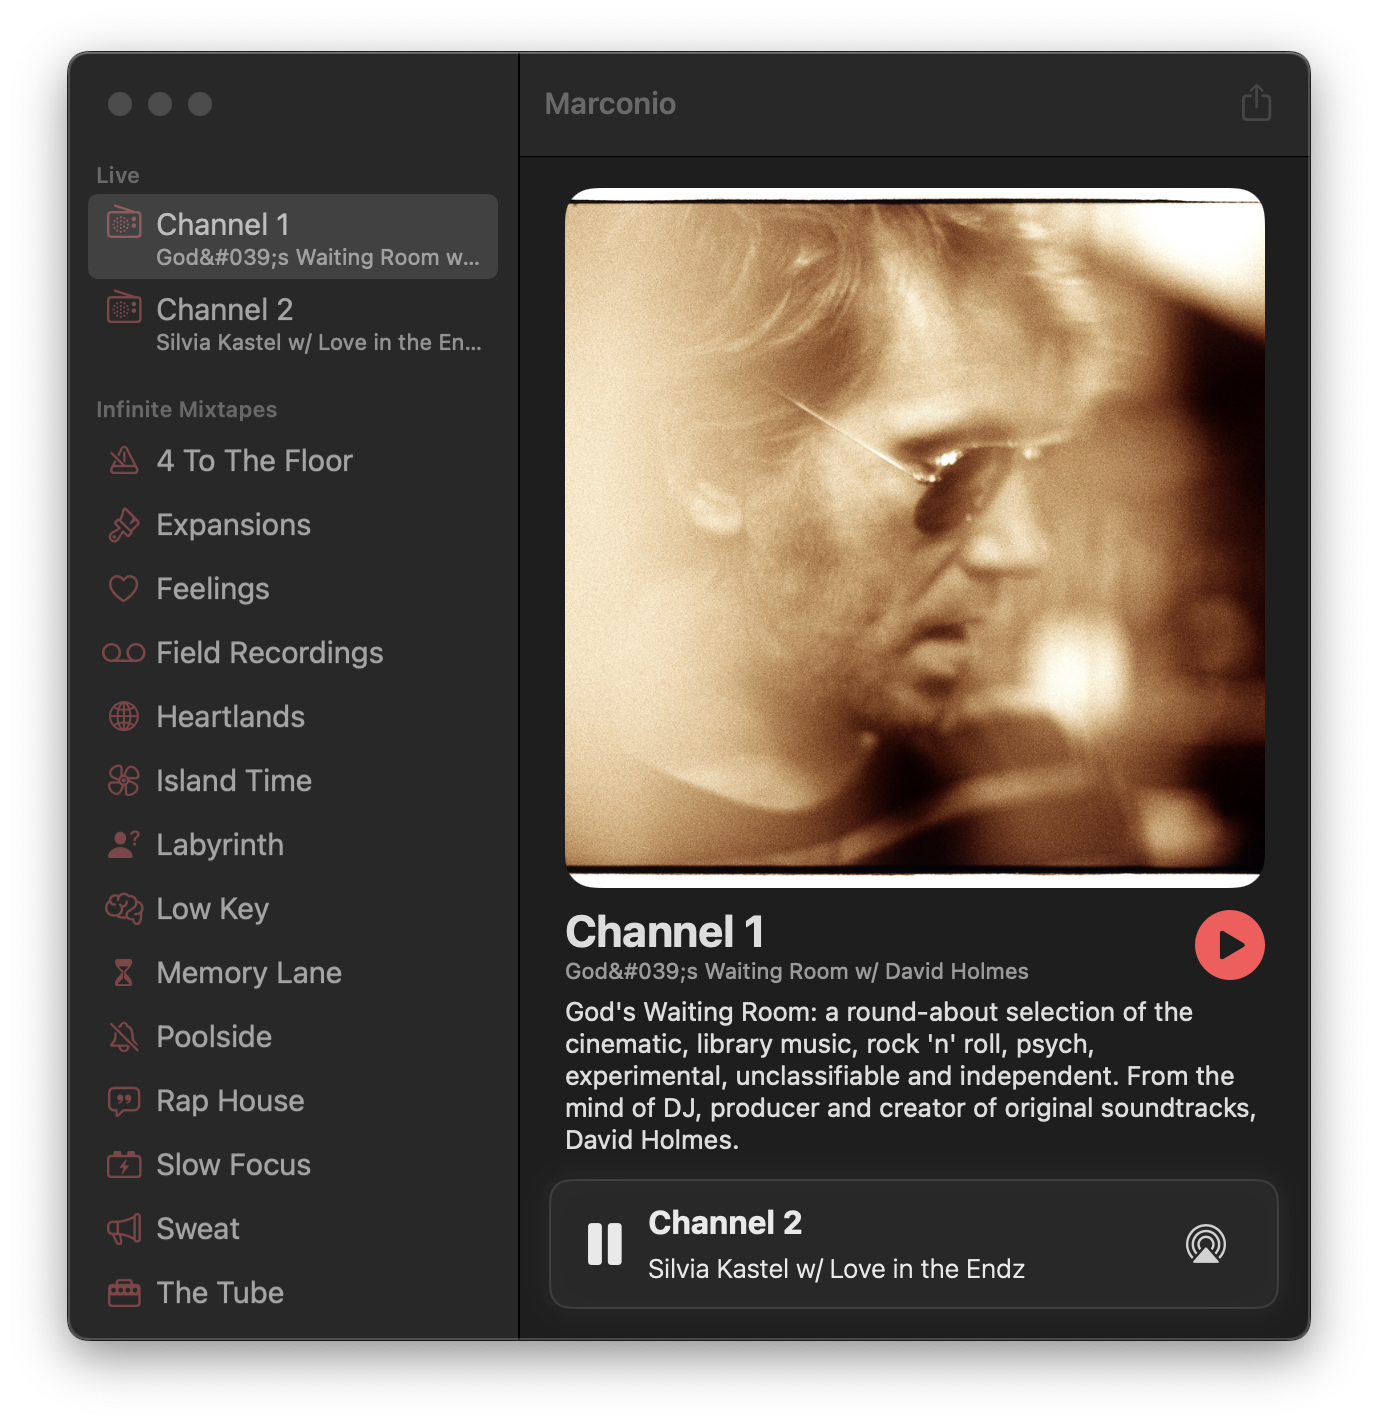 Marconio
Live
Channel 1
God&#039;s Waiting Room w...
Channel 2
Silvia Kastel w/ Love in the En...
Infinite Mixtapes
4 To The Floor
Expansions
Feelings
Field Recordings
Heartlands
Island Time
Labyrinth
Low Key
Memory Lane
Poolside
Rap House
Slow Focus
Sweat
The Tube
Channel 1
God&#039;s Waiting Room w/ David Holmes
God's Waiting Room: a round-about selection of the
cinematic, library music, rock 'n' roll, psych,
experimental, unclassifiable and independent. From the
mind of DJ, producer and creator of original soundtracks,
David Holmes.
Channel 2
Silvia Kastel w/ Love in the Endz